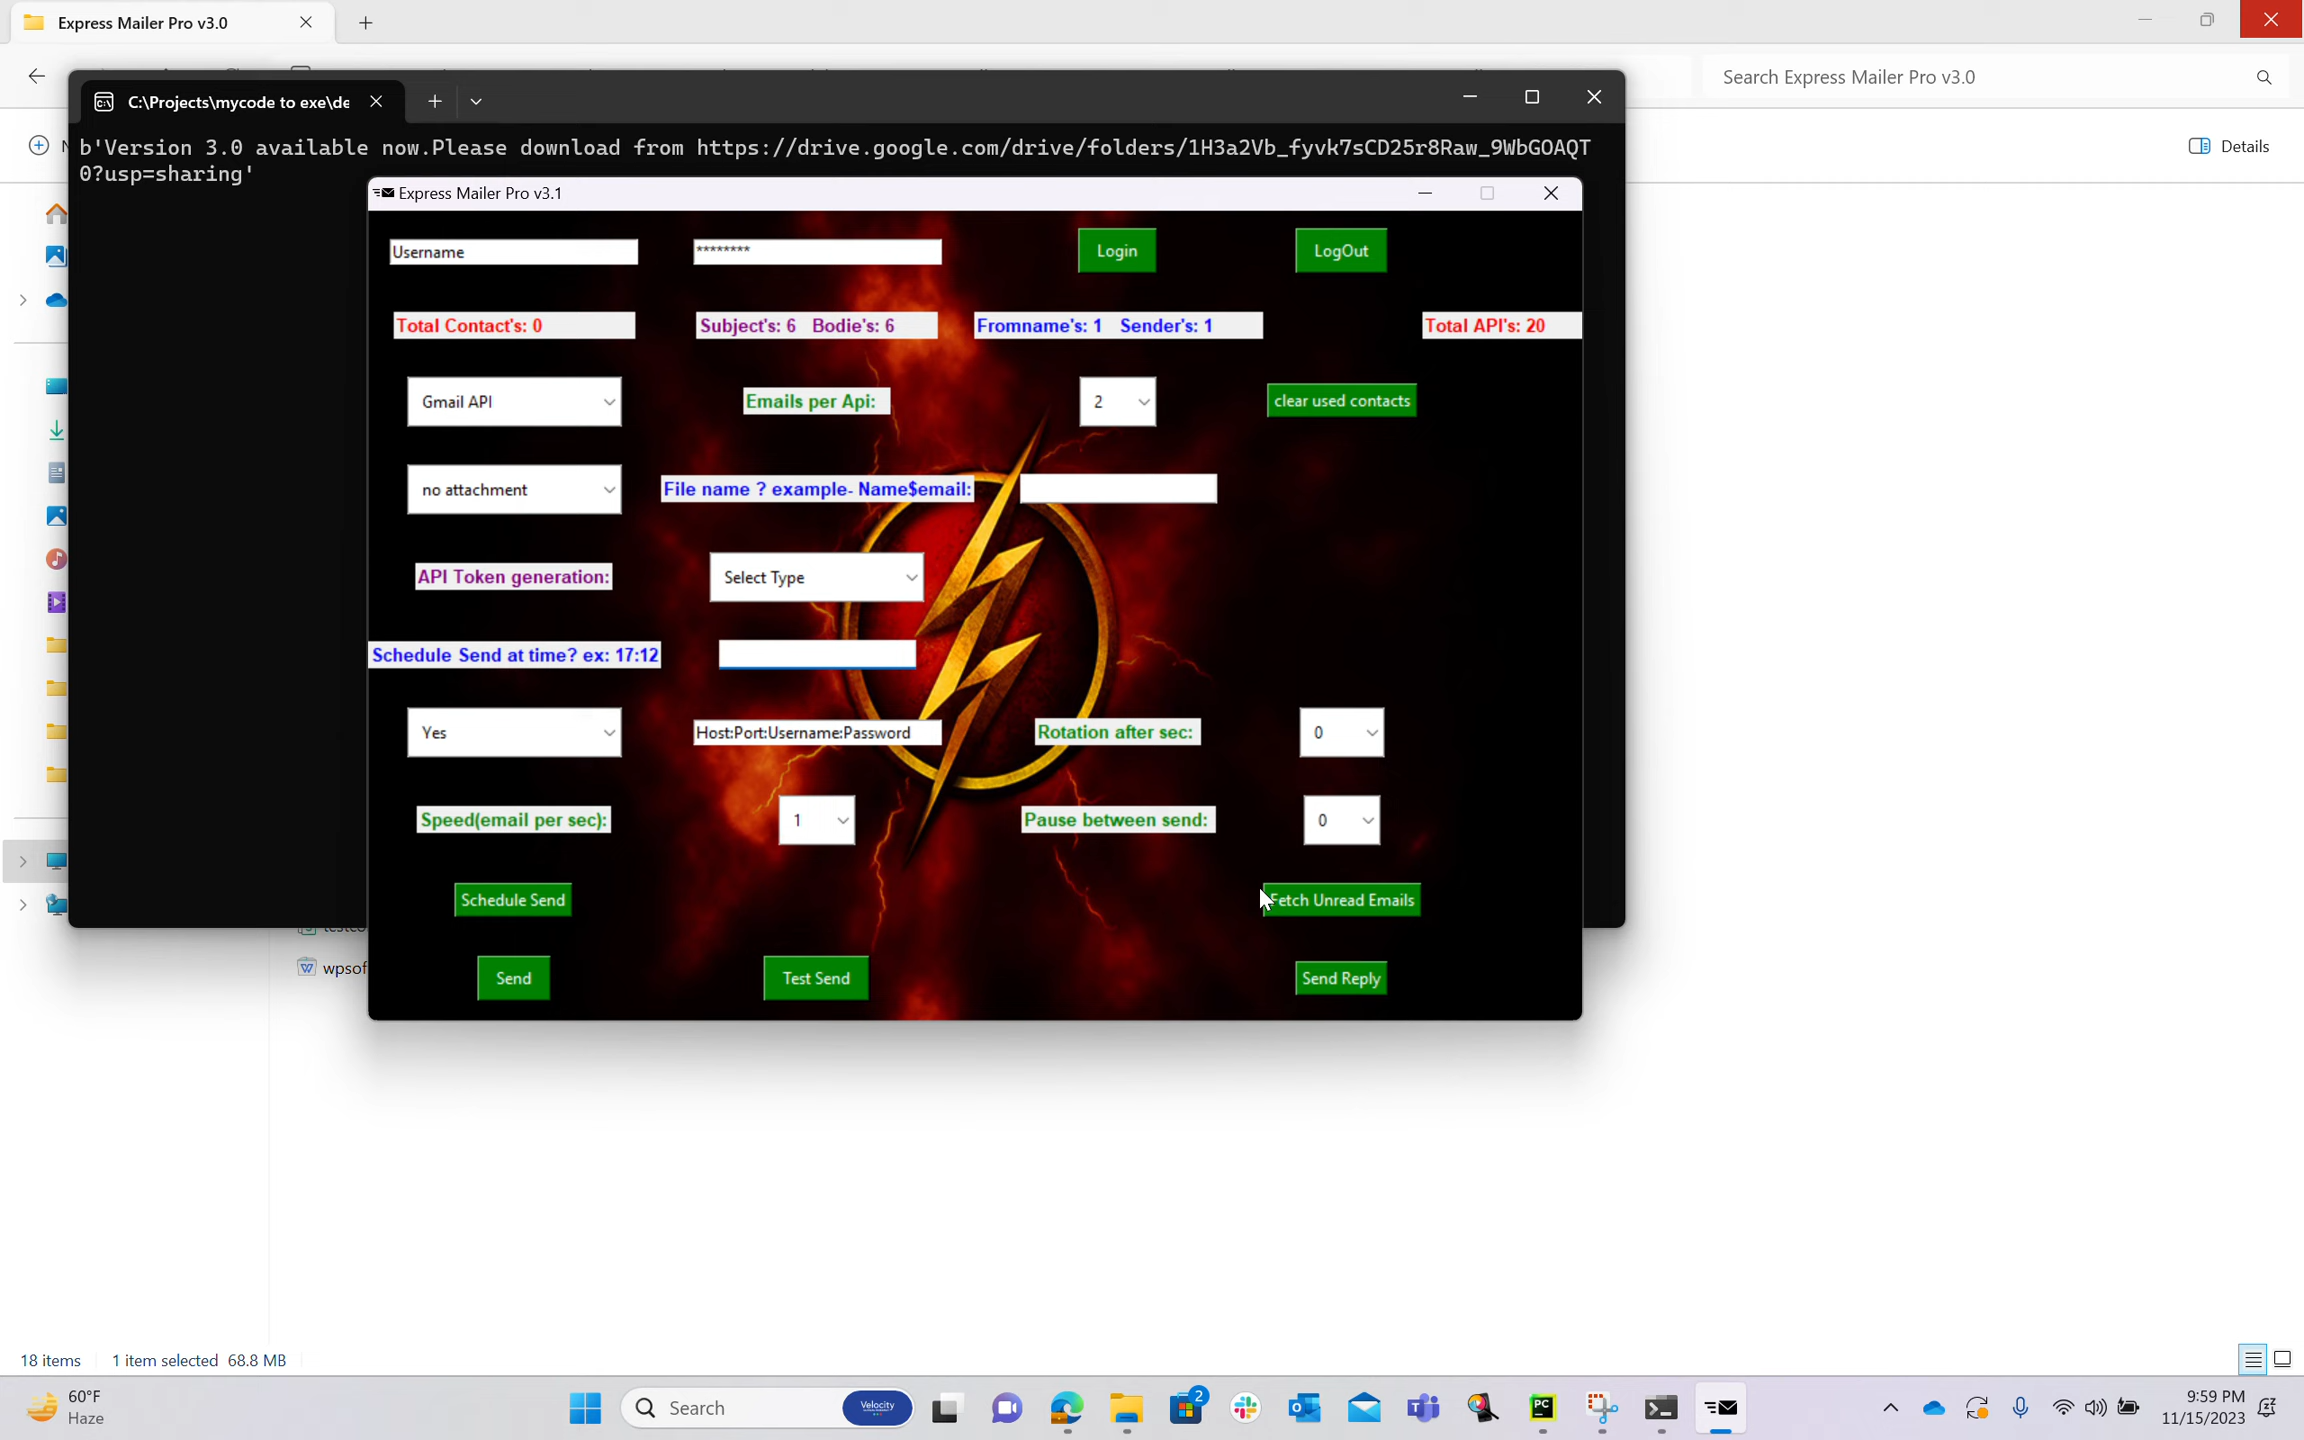 Express Mailer Pro v3.0
Search Express Mailer Pro v3.0
C:\Projects\mycode to exe\de
Details
b'Version 3.0 available now.Please download from https://drive.google.com/drive/folders/1H3a2Vb_fyvk7sCD25r8Raw_9WbGOAQT
0?usp=sharing'
Express Mailer Pro v3.1
Username ******** Login LogOut
Total Contact's: 0 Subject's: 6 Bodie's: 6 Fromname's: 1 Sender's: 1 Total API's: 20
Gmail API Emails per Api: 2 clear used contacts
no attachment File name ? example- Name$email:
API Token generation: Select Type
Schedule Send at time? ex: 17:12
Yes Host:Port:Username:Password Rotation after sec: 0
Speed(email per sec): 1 Pause between send: 0
Schedule Send Fetch Unread Emails
Send Test Send Send Reply
wpsof
18 items 1 item selected 68.8 MB
60°F
Haze
Search
Velocity
2
PC
9:59 PM
11/15/2023